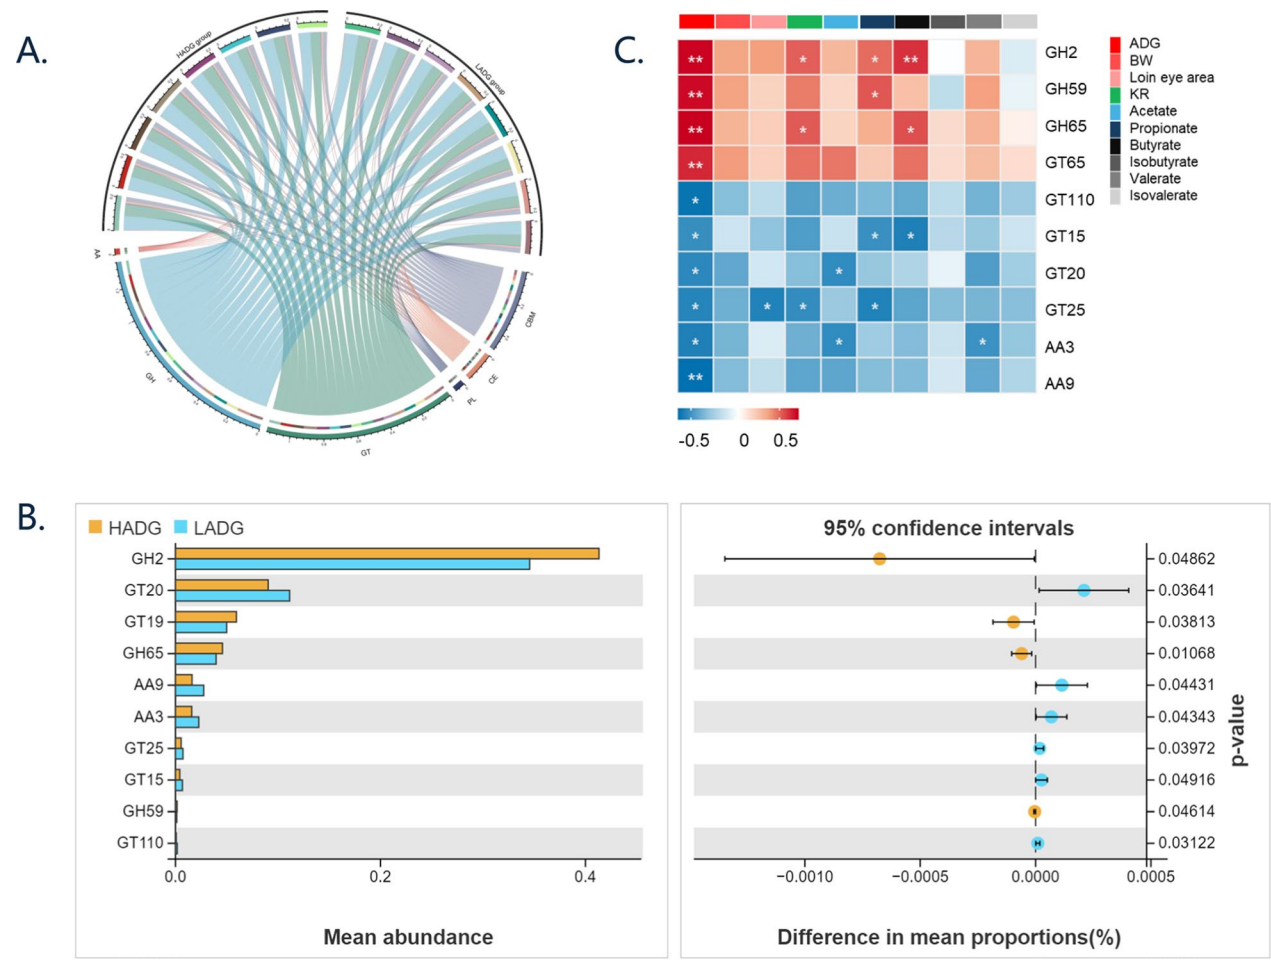 A.
HADG group
LADG group
AA
GH
GT
PL
CE
CBM
C.
** * * ** GH2
** * GH59
** * * GH65
** GT65
* GT110
* * * GT15
* * GT20
* * * * GT25
* * * AA3
** AA9
ADG
BW
Loin eye area
KR
Acetate
Propionate
Butyrate
Isobutyrate
Valerate
Isovalerate
-0.5 0 0.5
B.
HADG LADG
GH2
GT20
GT19
GH65
AA9
AA3
GT25
GT15
GH59
GT110
0.0 0.2 0.4
Mean abundance
95% confidence intervals
0.04862
0.03641
0.03813
0.01068
0.04431
0.04343
0.03972
0.04916
0.04614
0.03122
p-value
−0.0010 −0.0005 0.0000 0.0005
Difference in mean proportions(%)